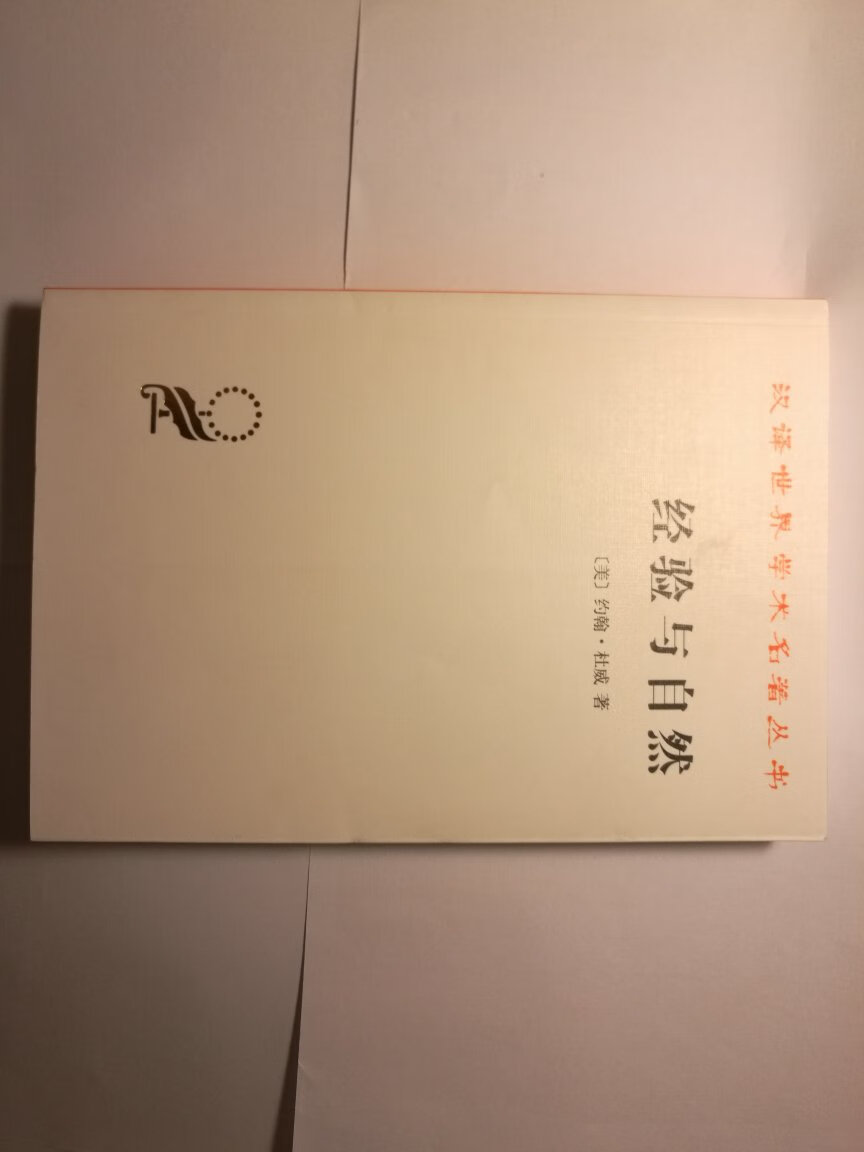 汉译世界学术名著丛书
经验与自然
〔美〕约翰·杜威 著